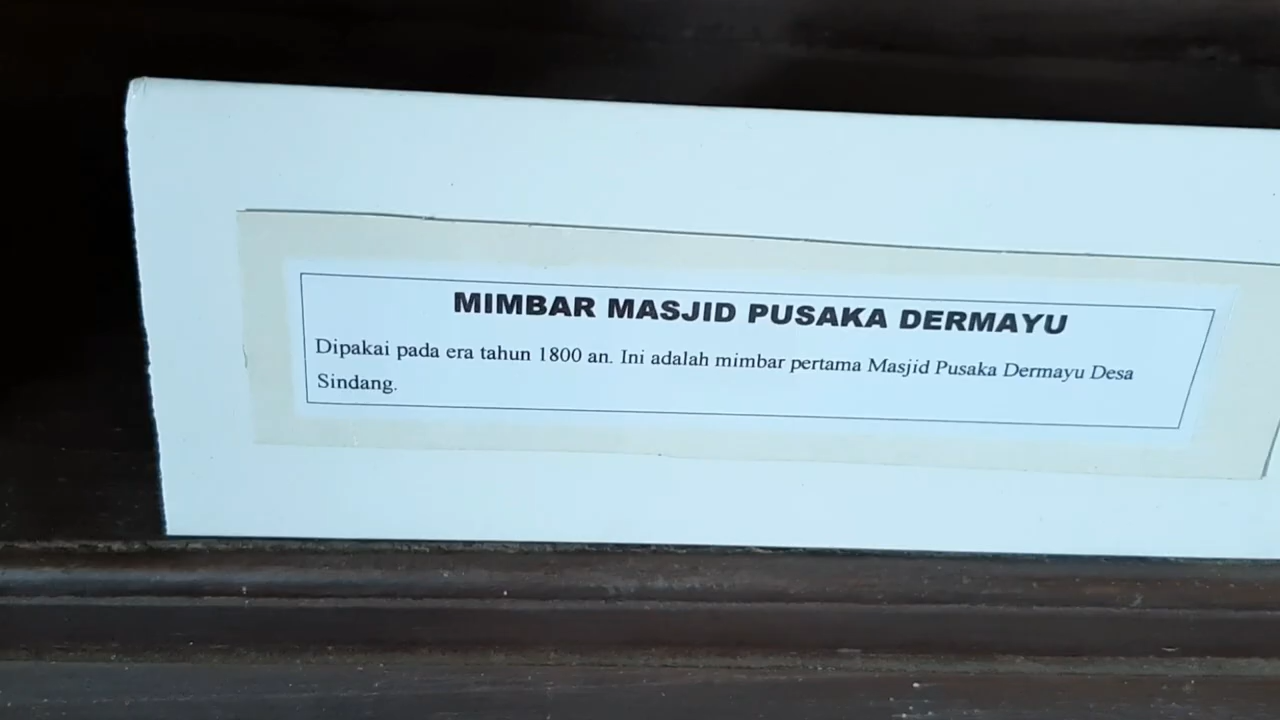 MIMBAR MASJID PUSAKA DERMAYU
Dipakai pada era tahun 1800 an. Ini adalah mimbar pertama Masjid Pusaka Dermayu Desa
Sindang.